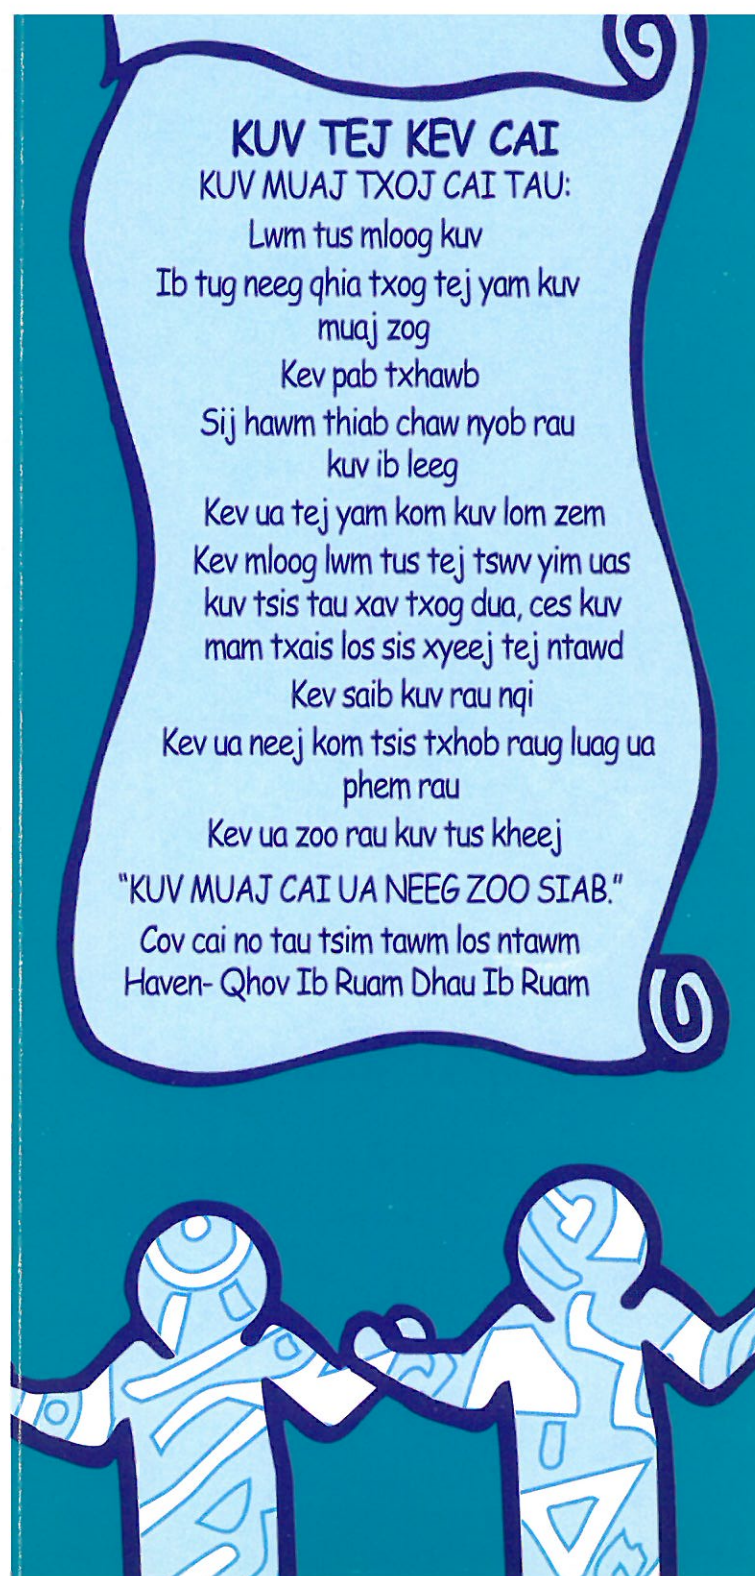 KUV TEJ KEV CAI
KUV MUAJ TXOJ CAI TAU:
Lwm tus mloog kuv
Ib tug neeg qhia txog tej yam kuv
muaj zog
Kev pab txhawb
Sij hawm thiab chaw nyob rau
kuv ib leeg
Kev ua tej yam kom kuv lom zem
Kev mloog lwm tus tej tswv yim uas
kuv tsis tau xav txog dua, ces kuv
mam txais los sis xyeej tej ntawd
Kev saib kuv rau nqi
Kev ua neej kom tsis txhob raug luag ua
phem rau
Kev ua zoo rau kuv tus kheej
"KUV MUAJ CAI UA NEEG ZOO SIAB."
Cov cai no tau tsim tawm los ntawm
Haven- Qhov Ib Ruam Dhau Ib Ruam